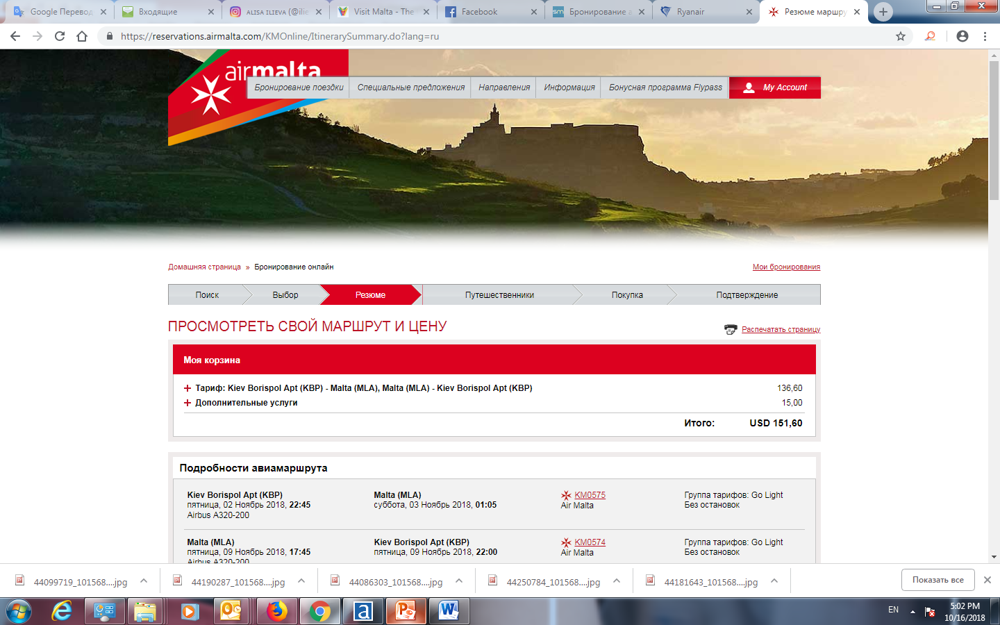 Google Перевод
Входящие
ALISA ILIEVA (@ilie
Visit Malta - The
Facebook
Бронирование а
Ryanair
Резюме маршру
https://reservations.airmalta.com/KMOnline/ItinerarySummary.do?lang=ru
airmalta
Бронирование поездки
Специальные предложения
Направления
Информация
Бонусная программа Flypass
My Account
Домашняя страница » Бронирование онлайн
Мои бронирования
Поиск
Выбор
Резюме
Путешественники
Покупка
Подтверждение
ПРОСМОТРЕТЬ СВОЙ МАРШРУТ И ЦЕНУ
Распечатать страницу
Моя корзина
+ Тариф: Kiev Borispol Apt (KBP) - Malta (MLA), Malta (MLA) - Kiev Borispol Apt (KBP) 136,60
+ Дополнительные услуги 15,00
Итого: USD 151,60
Подробности авиамаршрута
Kiev Borispol Apt (KBP)
пятница, 02 Ноябрь 2018, 22:45
Airbus A320-200
Malta (MLA)
суббота, 03 Ноябрь 2018, 01:05
KM0575
Air Malta
Группа тарифов: Go Light
Без остановок
Malta (MLA)
пятница, 09 Ноябрь 2018, 17:45
Airbus A320-200
Kiev Borispol Apt (KBP)
пятница, 09 Ноябрь 2018, 22:00
KM0574
Air Malta
Группа тарифов: Go Light
Без остановок
44099719_101568....jpg
44190287_101568....jpg
44086303_101568....jpg
44250784_101568....jpg
44181643_101568....jpg
Показать все
EN
5:02 PM
10/16/2018